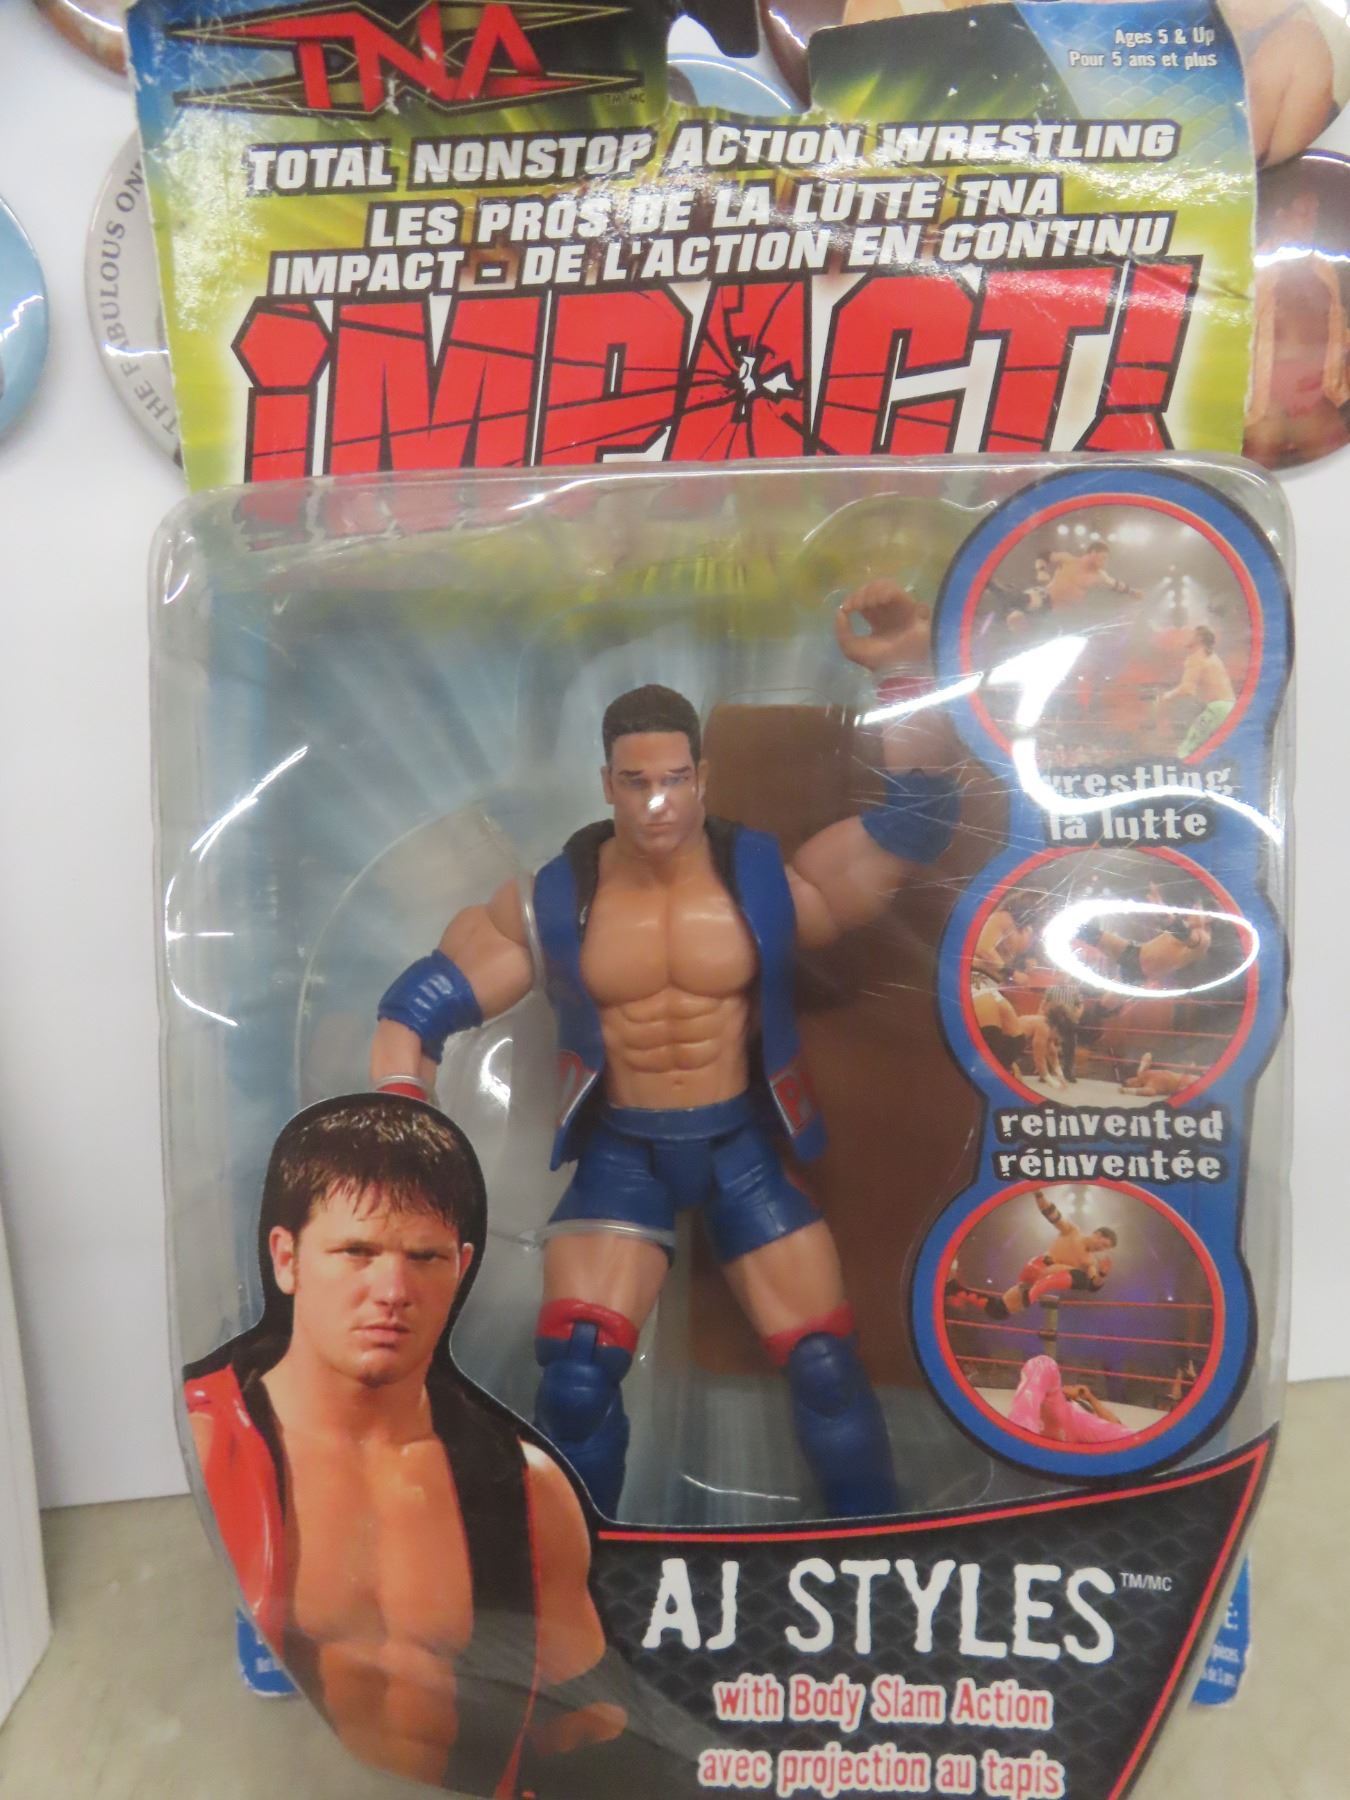 TNA
TM/MC
Ages 5 & Up
Pour 5 ans et plus
TOTAL NONSTOP ACTION WRESTLING
LES PROS DE LA LUTTE TNA
IMPACT - DE L'ACTION EN CONTINU
iMPACT!
THE FABULOUS ON
wrestling
la lutte
reinvented
réinventée
AJ STYLES TM/MC
with Body Slam Action
avec projection au tapis